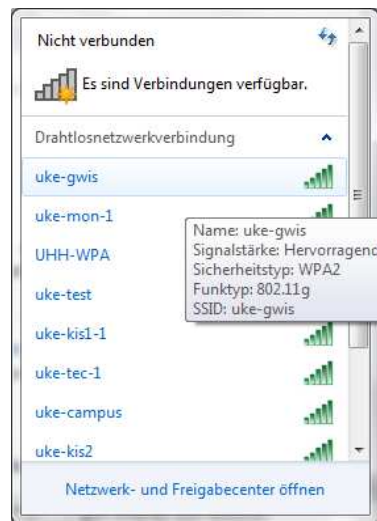 Nicht verbunden
Es sind Verbindungen verfügbar.
Drahtlosnetzwerkverbindung
uke-gwis
uke-mon-1
Name: uke-gwis
Signalstärke: Hervorragend
Sicherheitstyp: WPA2
Funktyp: 802.11g
SSID: uke-gwis
UHH-WPA
uke-test
uke-kis1-1
uke-tec-1
uke-campus
uke-kis2
Netzwerk- und Freigabecenter öffnen